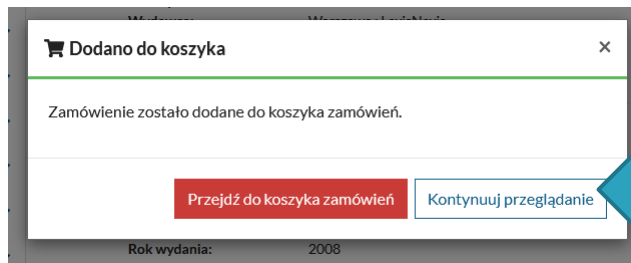 Dodano do koszyka ×
Zamówienie zostało dodane do koszyka zamówień.
Przejdź do koszyka zamówień Kontynuuj przeglądanie
Rok wydania: 2008